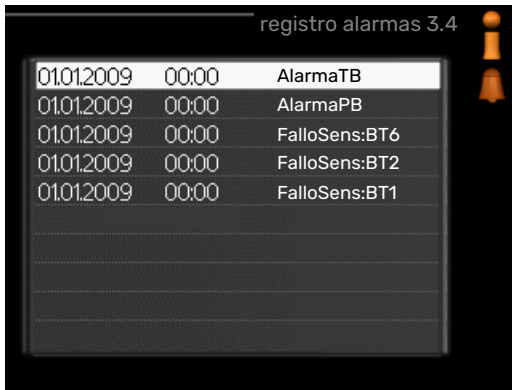 registro alarmas 3.4
01.01.2009 00:00 AlarmaTB
01.01.2009 00:00 AlarmaPB
01.01.2009 00:00 FalloSens:BT6
01.01.2009 00:00 FalloSens:BT2
01.01.2009 00:00 FalloSens:BT1